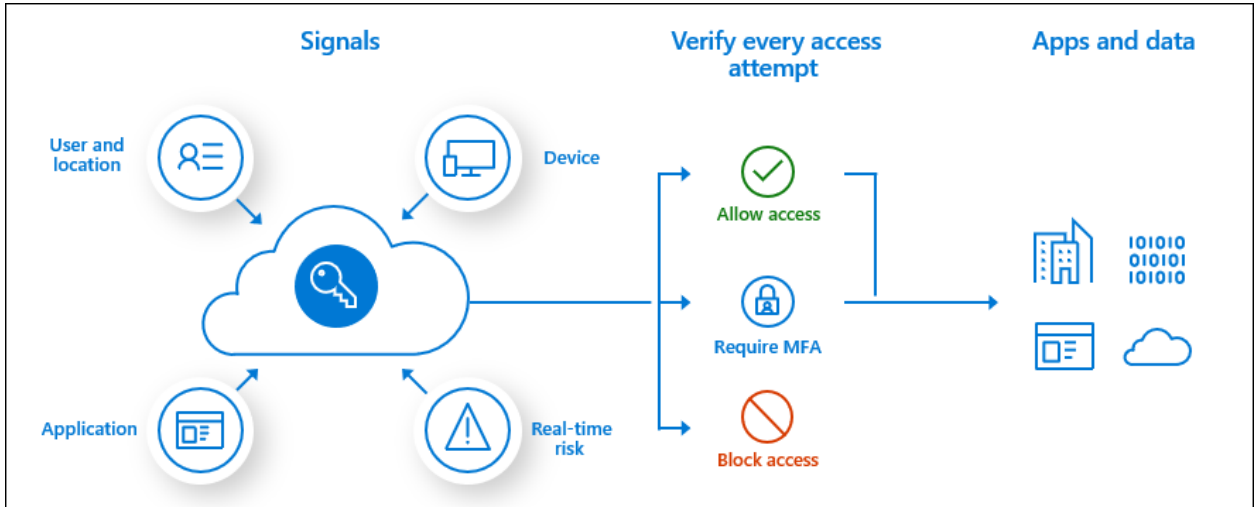 Signals
Verify every access
attempt
Apps and data
User and
location
Device
Allow access
101010
010101
101010
Require MFA
Application
Real-time
risk
Block access